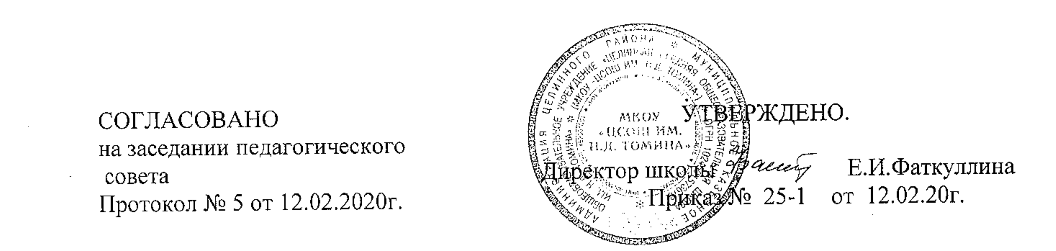 СОГЛАСОВАНО
на заседании педагогического
совета
Протокол № 5 от 12.02.2020г.
УТВЕРЖДЕНО.
Директор школы Е.И.Фаткуллина
Приказ № 25-1 от 12.02.20г.
МКОУ
«ЦСОШ ИМ.
Н.Д. ТОМИНА»